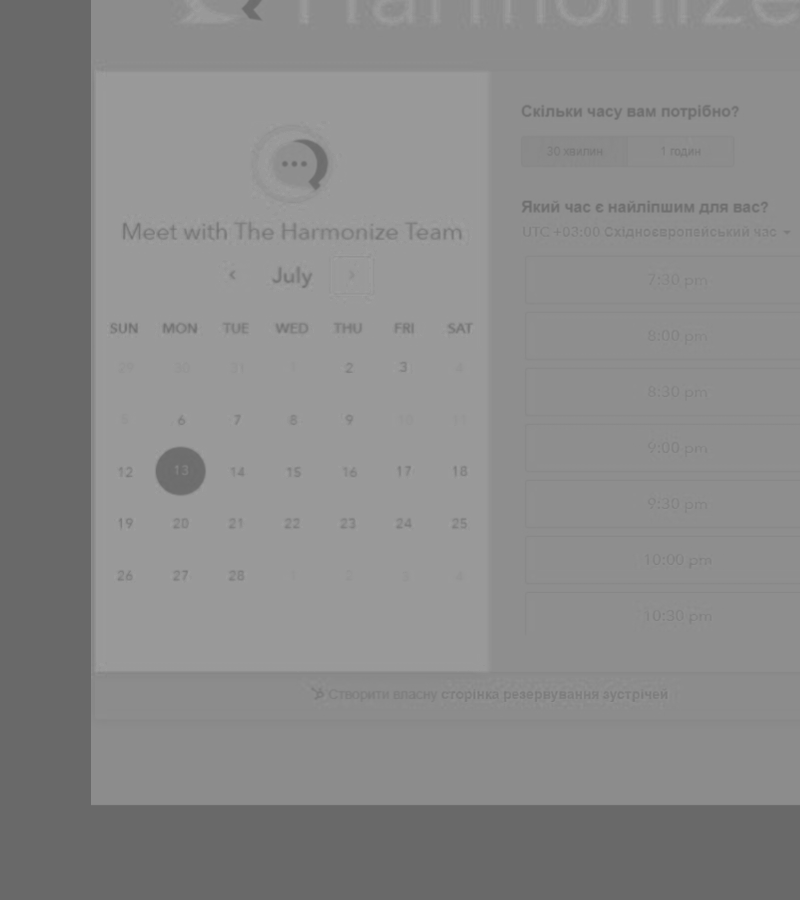 Harmonize
Meet with The Harmonize Team
July
SUN MON TUE WED THU FRI SAT
29 30 31 1 2 3 4
5 6 7 8 9 10 11
12 13 14 15 16 17 18
19 20 21 22 23 24 25
26 27 28 1 2 3 4
Скільки часу вам потрібно?
30 хвилин 1 годин
Який час є найліпшим для вас?
UTC +03:00 Східноєвропейський час
7:30 pm
8:00 pm
8:30 pm
9:00 pm
9:30 pm
10:00 pm
10:30 pm
Створити власну сторінка резервування зустрічей